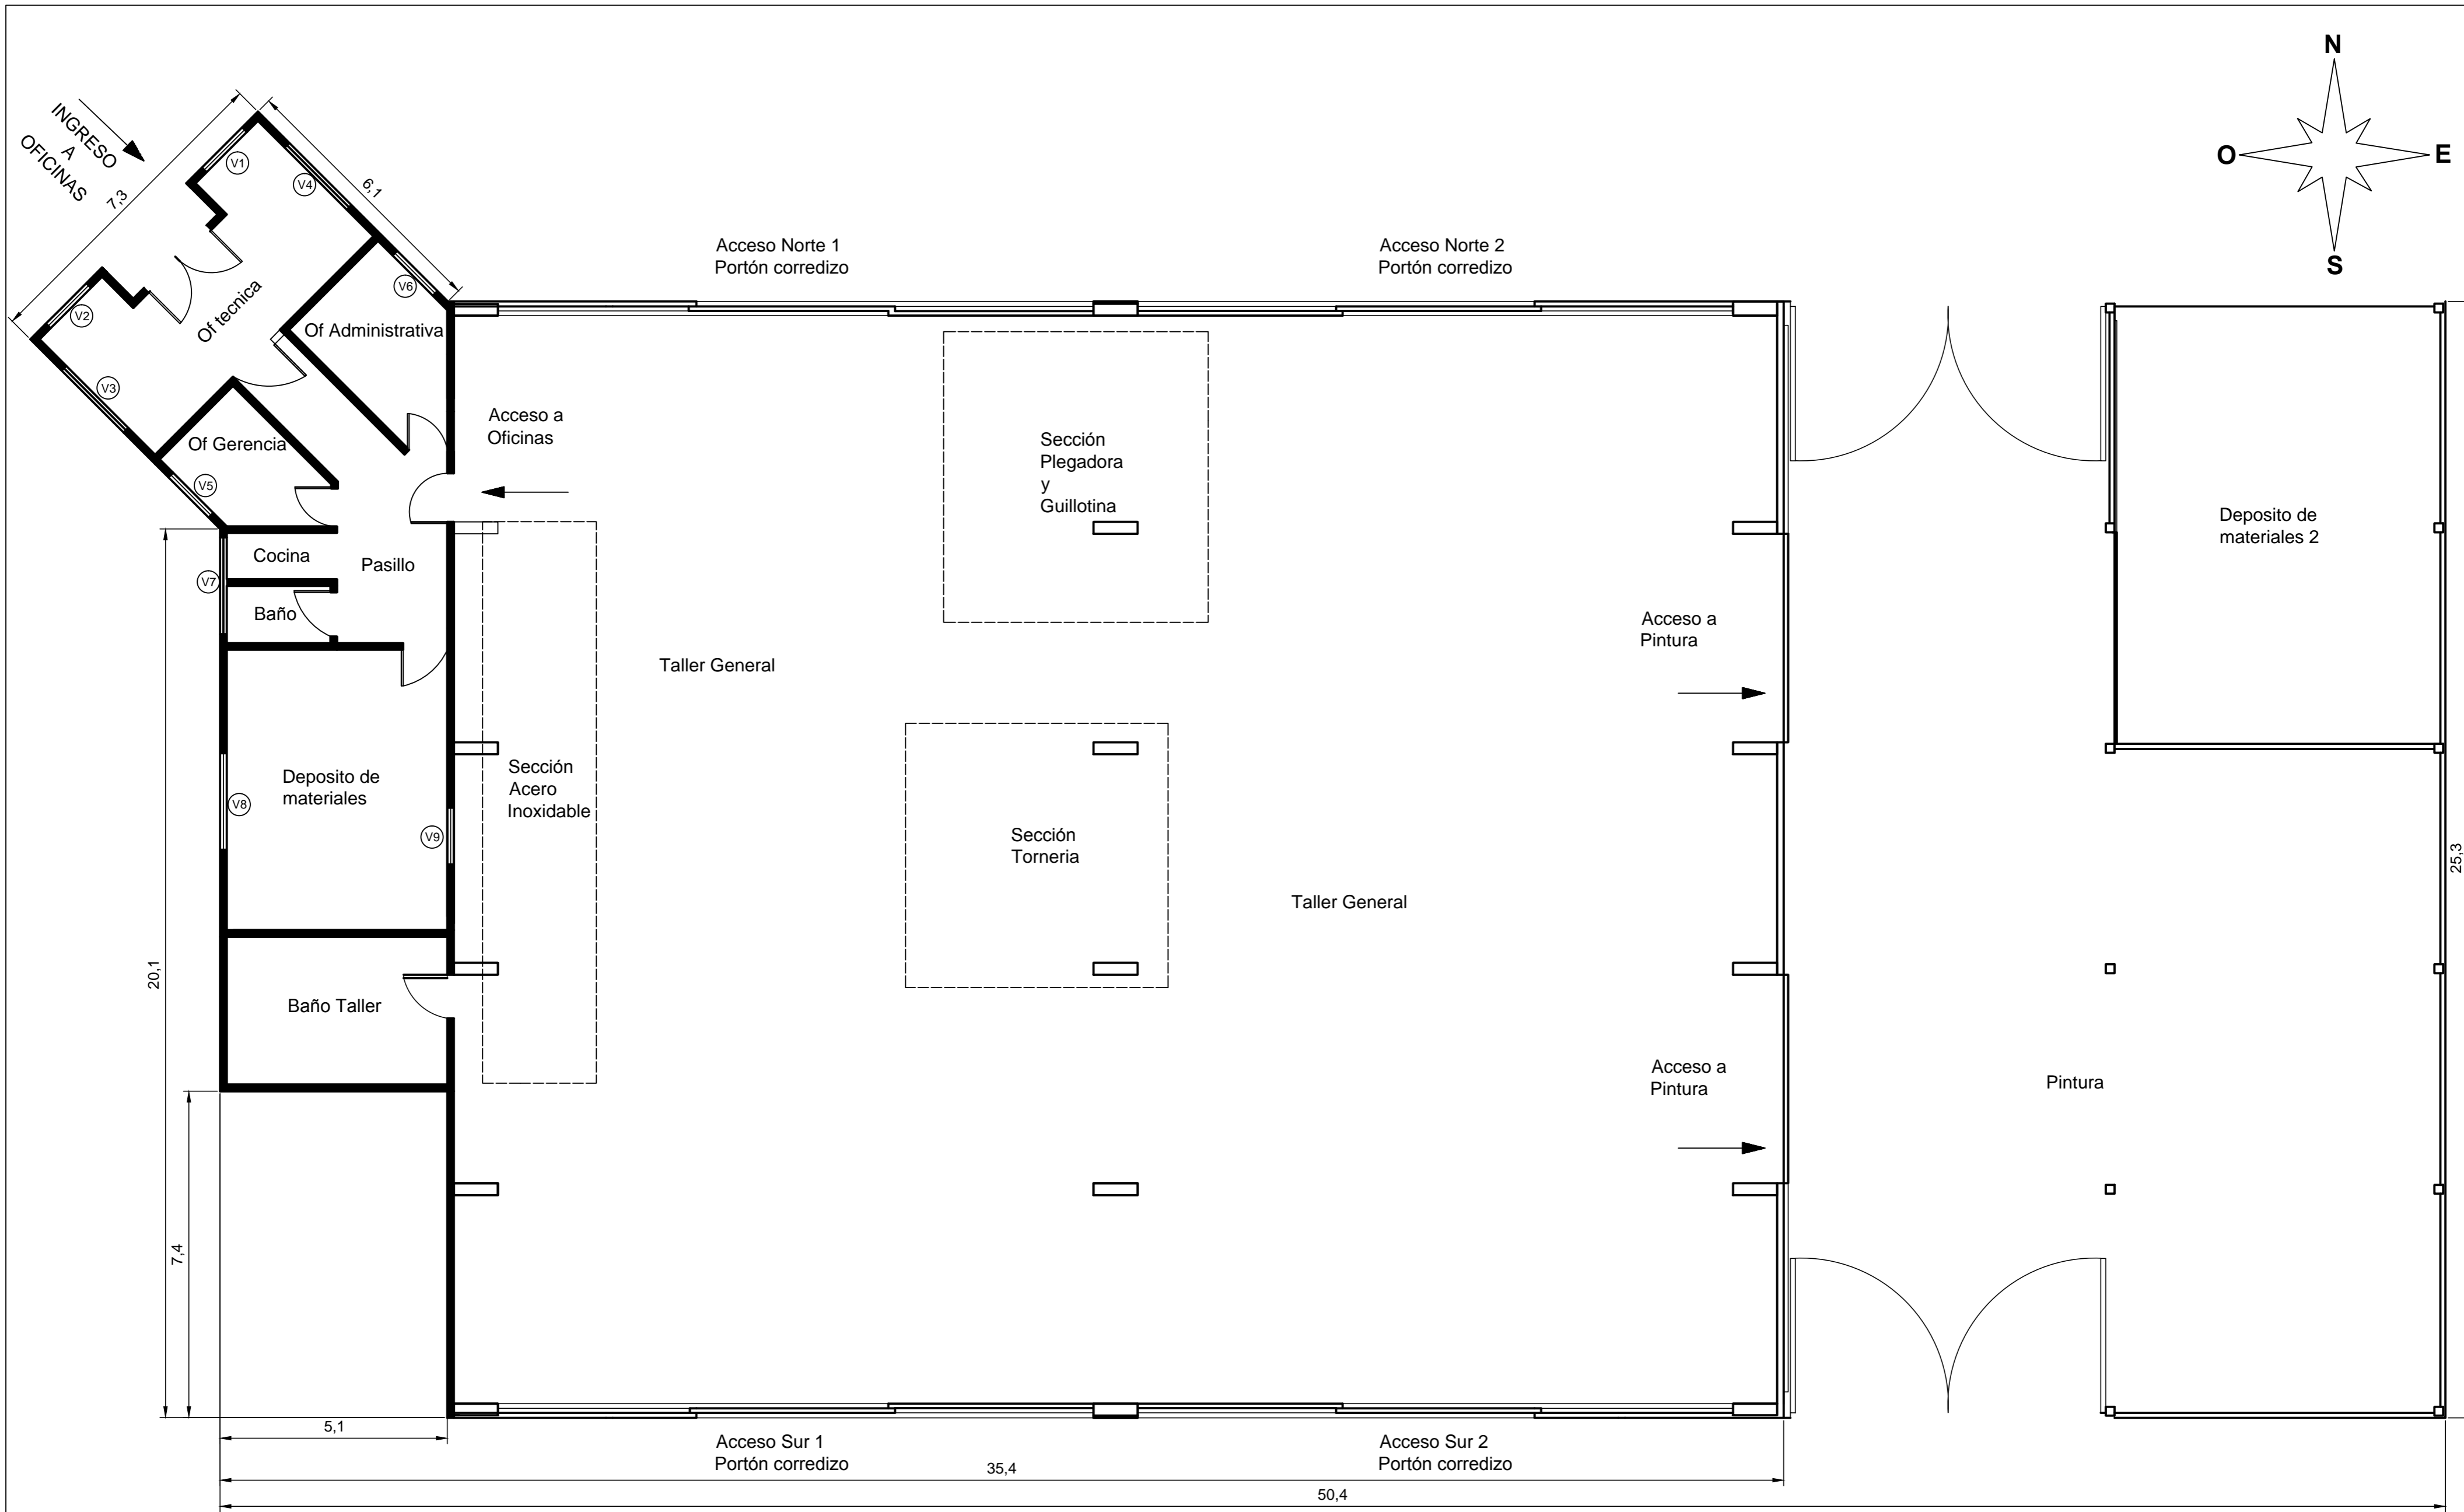 N
O
E
S
INGRESO
A
OFICINAS
7,3
6,1
V1
V4
V2
V6
V3
V5
Of tecnica
Of Administrativa
Of Gerencia
Acceso Norte 1
Portón corredizo
Acceso Norte 2
Portón corredizo
Acceso a
Oficinas
Sección
Plegadora
y
Guillotina
Deposito de
materiales 2
Cocina
Pasillo
V7
Baño
Acceso a
Pintura
Taller General
Deposito de
materiales
V8
V9
Sección
Acero
Inoxidable
Sección
Torneria
Taller General
25,3
20,1
Baño Taller
Acceso a
Pintura
Pintura
7,4
5,1
Acceso Sur 1
Portón corredizo
Acceso Sur 2
Portón corredizo
35,4
50,4